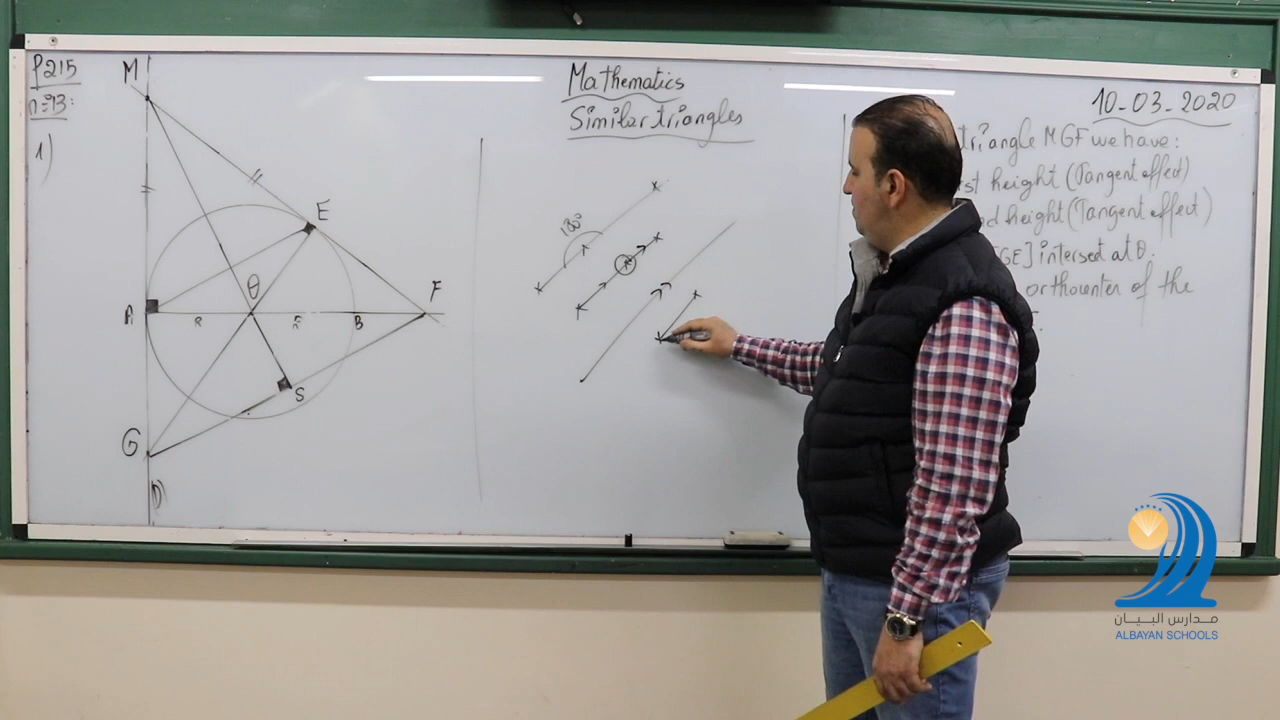 P215
n=13:
1)
M
E
A
R
θ
R
B
F
S
G
D
Mathematics
Similar triangles
180°
10-03-2020
triangle MGF we have:
height (Tangent effect)
height (Tangent effect)
GE] intersect at θ.
orthocenter of the
مدارس البيان
ALBAYAN SCHOOLS